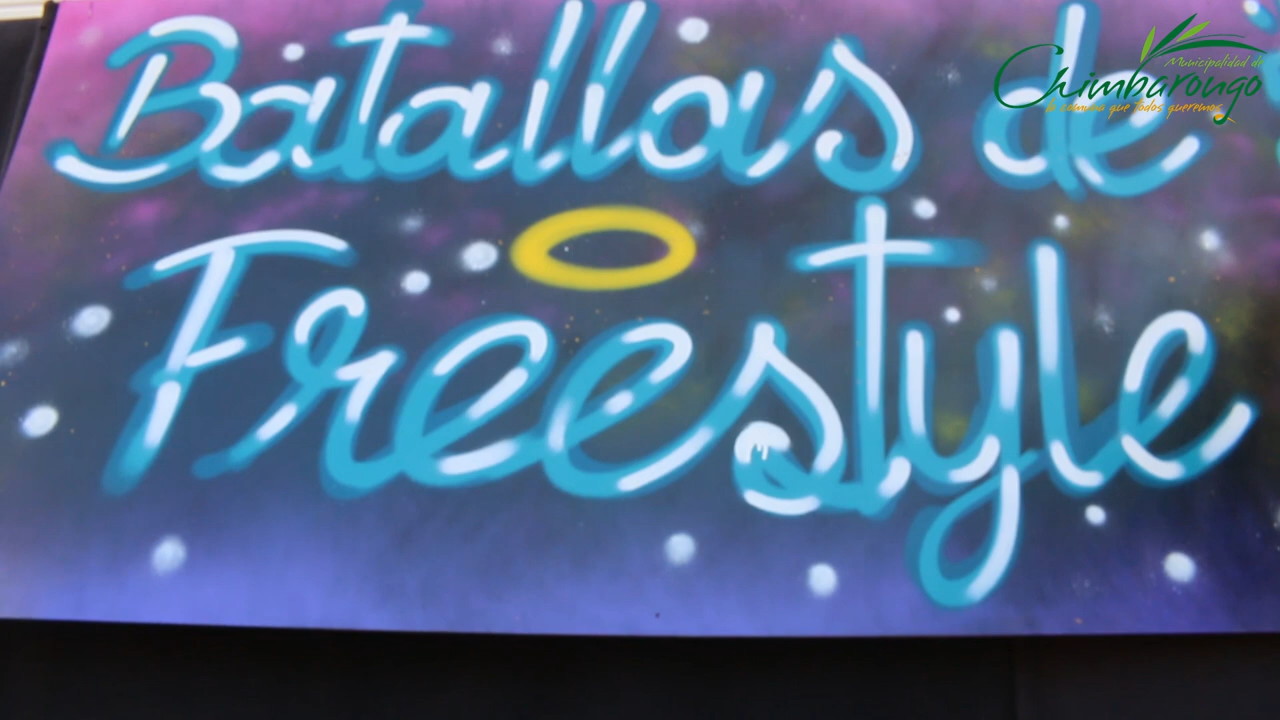 Batallas de
Freestyle
Municipalidad de
Chimbarongo
la comuna que todos queremos